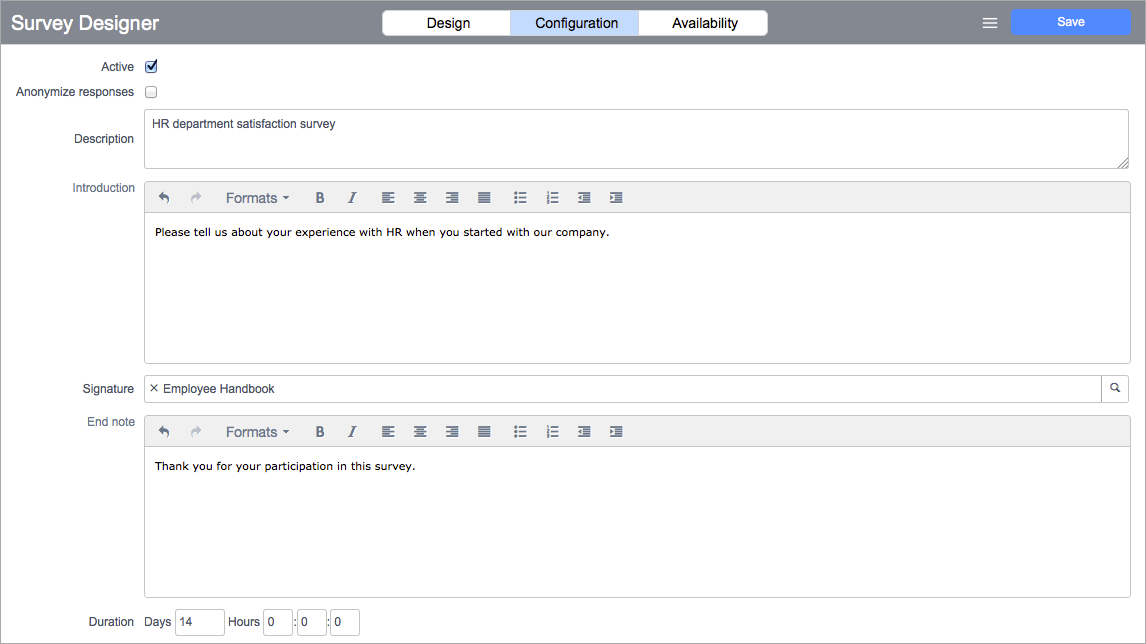 Survey Designer
Design Configuration Availability
Save
Active
Anonymize responses
Description
HR department satisfaction survey
Introduction
Formats B I
Please tell us about your experience with HR when you started with our company.
Signature × Employee Handbook
End note
Formats B I
Thank you for your participation in this survey.
Duration Days 14 Hours 0 : 0 : 0